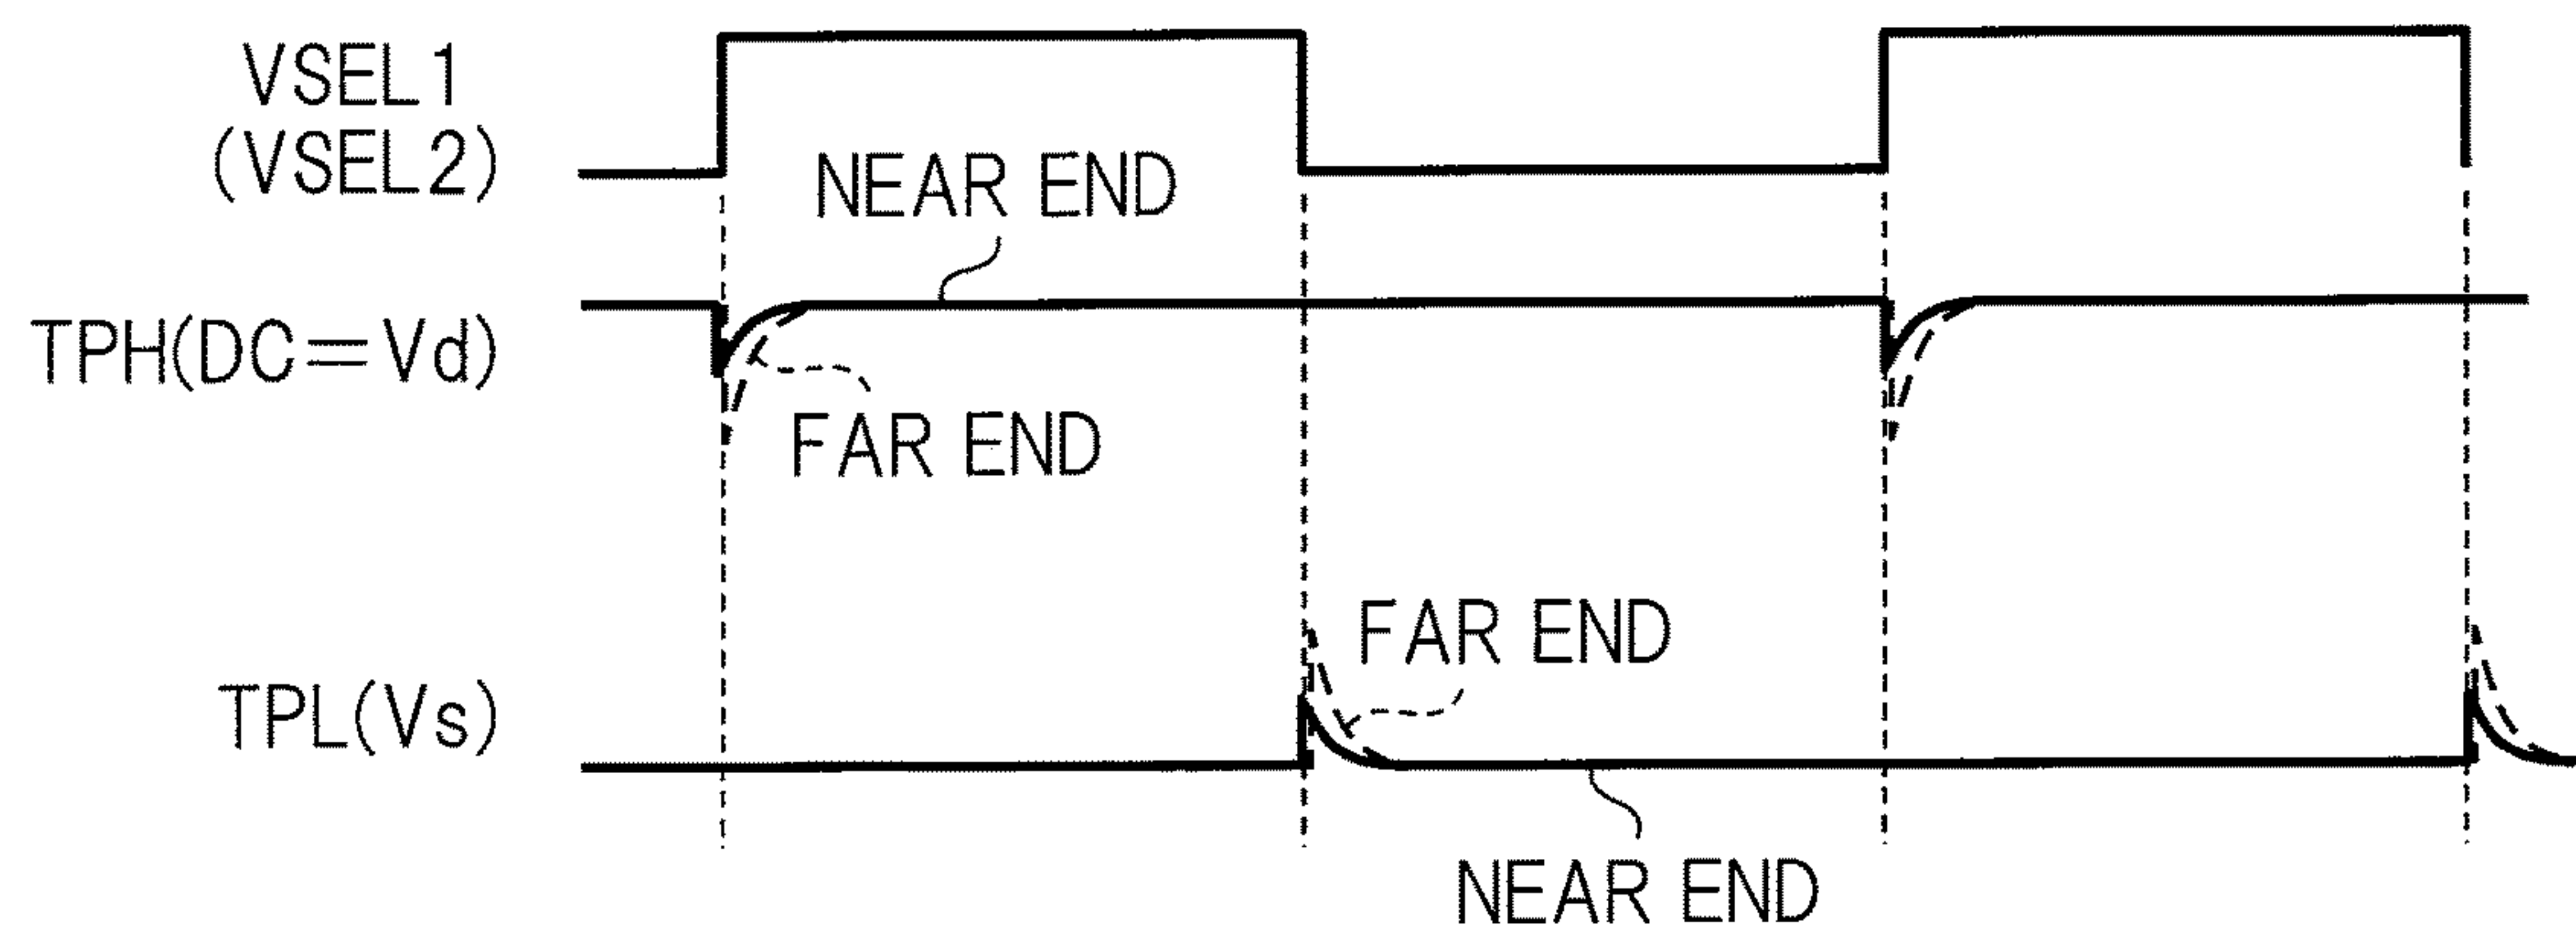 VSEL1
(VSEL2)
NEAR END
TPH(DC=Vd)
FAR END
FAR END
TPL(Vs)
NEAR END